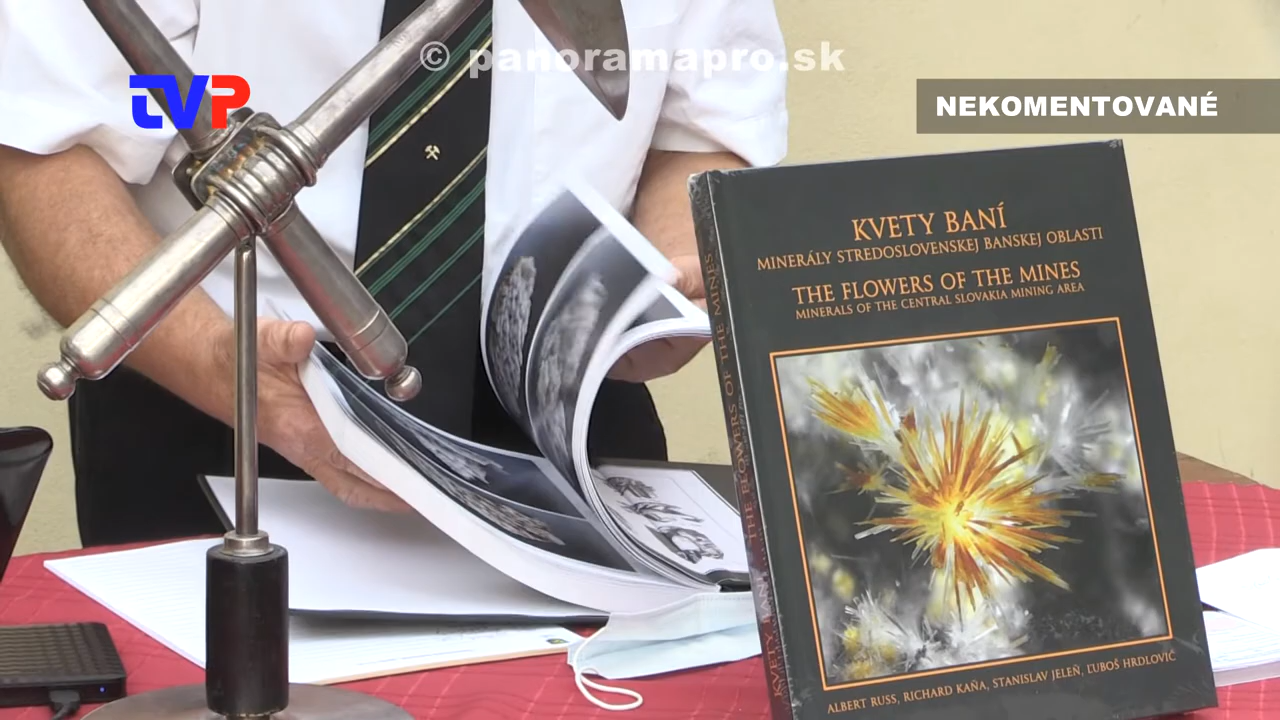 © panoramapro.sk
TVP
NEKOMENTOVANÉ
KVETY BANÍ
MINERÁLY STREDOSLOVENSKEJ BANSKEJ OBLASTI
THE FLOWERS OF THE MINES
MINERALS OF THE CENTRAL SLOVAKIA MINING AREA
ALBERT RUSS, RICHARD KAŇA, STANISLAV JELEŇ, ĽUBOŠ HRDLOVIČ
KVETY BANÍ
THE FLOWERS OF THE MINES